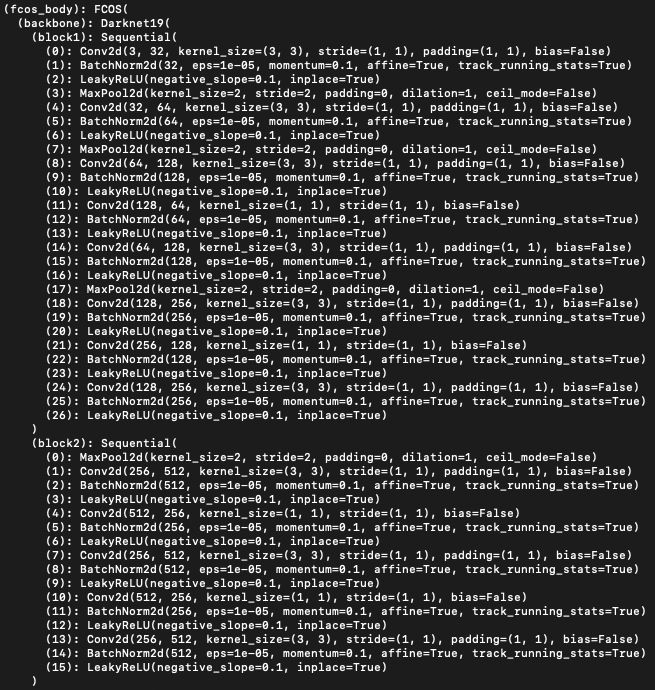 (fcos_body): FCOS(
(backbone): Darknet19(
(block1): Sequential(
(0): Conv2d(3, 32, kernel_size=(3, 3), stride=(1, 1), padding=(1, 1), bias=False)
(1): BatchNorm2d(32, eps=1e-05, momentum=0.1, affine=True, track_running_stats=True)
(2): LeakyReLU(negative_slope=0.1, inplace=True)
(3): MaxPool2d(kernel_size=2, stride=2, padding=0, dilation=1, ceil_mode=False)
(4): Conv2d(32, 64, kernel_size=(3, 3), stride=(1, 1), padding=(1, 1), bias=False)
(5): BatchNorm2d(64, eps=1e-05, momentum=0.1, affine=True, track_running_stats=True)
(6): LeakyReLU(negative_slope=0.1, inplace=True)
(7): MaxPool2d(kernel_size=2, stride=2, padding=0, dilation=1, ceil_mode=False)
(8): Conv2d(64, 128, kernel_size=(3, 3), stride=(1, 1), padding=(1, 1), bias=False)
(9): BatchNorm2d(128, eps=1e-05, momentum=0.1, affine=True, track_running_stats=True)
(10): LeakyReLU(negative_slope=0.1, inplace=True)
(11): Conv2d(128, 64, kernel_size=(1, 1), stride=(1, 1), bias=False)
(12): BatchNorm2d(64, eps=1e-05, momentum=0.1, affine=True, track_running_stats=True)
(13): LeakyReLU(negative_slope=0.1, inplace=True)
(14): Conv2d(64, 128, kernel_size=(3, 3), stride=(1, 1), padding=(1, 1), bias=False)
(15): BatchNorm2d(128, eps=1e-05, momentum=0.1, affine=True, track_running_stats=True)
(16): LeakyReLU(negative_slope=0.1, inplace=True)
(17): MaxPool2d(kernel_size=2, stride=2, padding=0, dilation=1, ceil_mode=False)
(18): Conv2d(128, 256, kernel_size=(3, 3), stride=(1, 1), padding=(1, 1), bias=False)
(19): BatchNorm2d(256, eps=1e-05, momentum=0.1, affine=True, track_running_stats=True)
(20): LeakyReLU(negative_slope=0.1, inplace=True)
(21): Conv2d(256, 128, kernel_size=(1, 1), stride=(1, 1), bias=False)
(22): BatchNorm2d(128, eps=1e-05, momentum=0.1, affine=True, track_running_stats=True)
(23): LeakyReLU(negative_slope=0.1, inplace=True)
(24): Conv2d(128, 256, kernel_size=(3, 3), stride=(1, 1), padding=(1, 1), bias=False)
(25): BatchNorm2d(256, eps=1e-05, momentum=0.1, affine=True, track_running_stats=True)
(26): LeakyReLU(negative_slope=0.1, inplace=True)
)
(block2): Sequential(
(0): MaxPool2d(kernel_size=2, stride=2, padding=0, dilation=1, ceil_mode=False)
(1): Conv2d(256, 512, kernel_size=(3, 3), stride=(1, 1), padding=(1, 1), bias=False)
(2): BatchNorm2d(512, eps=1e-05, momentum=0.1, affine=True, track_running_stats=True)
(3): LeakyReLU(negative_slope=0.1, inplace=True)
(4): Conv2d(512, 256, kernel_size=(1, 1), stride=(1, 1), bias=False)
(5): BatchNorm2d(256, eps=1e-05, momentum=0.1, affine=True, track_running_stats=True)
(6): LeakyReLU(negative_slope=0.1, inplace=True)
(7): Conv2d(256, 512, kernel_size=(3, 3), stride=(1, 1), padding=(1, 1), bias=False)
(8): BatchNorm2d(512, eps=1e-05, momentum=0.1, affine=True, track_running_stats=True)
(9): LeakyReLU(negative_slope=0.1, inplace=True)
(10): Conv2d(512, 256, kernel_size=(1, 1), stride=(1, 1), bias=False)
(11): BatchNorm2d(256, eps=1e-05, momentum=0.1, affine=True, track_running_stats=True)
(12): LeakyReLU(negative_slope=0.1, inplace=True)
(13): Conv2d(256, 512, kernel_size=(3, 3), stride=(1, 1), padding=(1, 1), bias=False)
(14): BatchNorm2d(512, eps=1e-05, momentum=0.1, affine=True, track_running_stats=True)
(15): LeakyReLU(negative_slope=0.1, inplace=True)
)